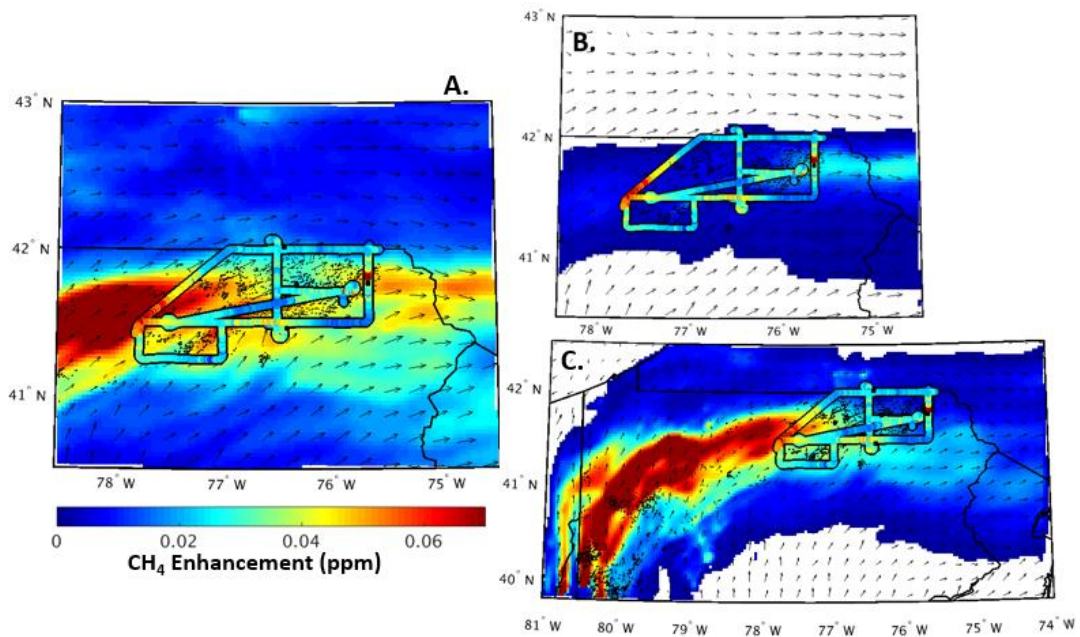 A.
43° N
42° N
41° N
78° W
77° W
76° W
75° W
0
0.02
0.04
0.06
CH₄ Enhancement (ppm)
B.
43° N
42° N
41° N
78° W
77° W
76° W
75° W
C.
42° N
41° N
40° N
81° W
80° W
79° W
78° W
77° W
76° W
75° W
74° W